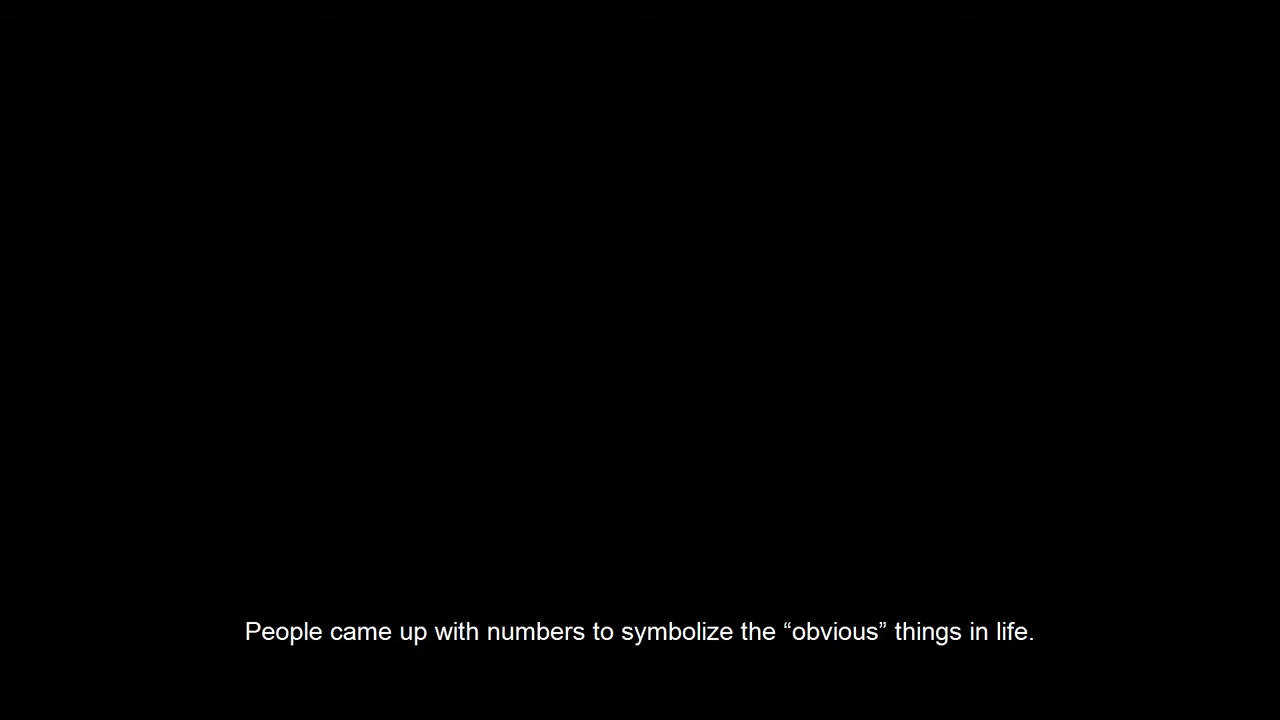 People came up with numbers to symbolize the “obvious” things in life.